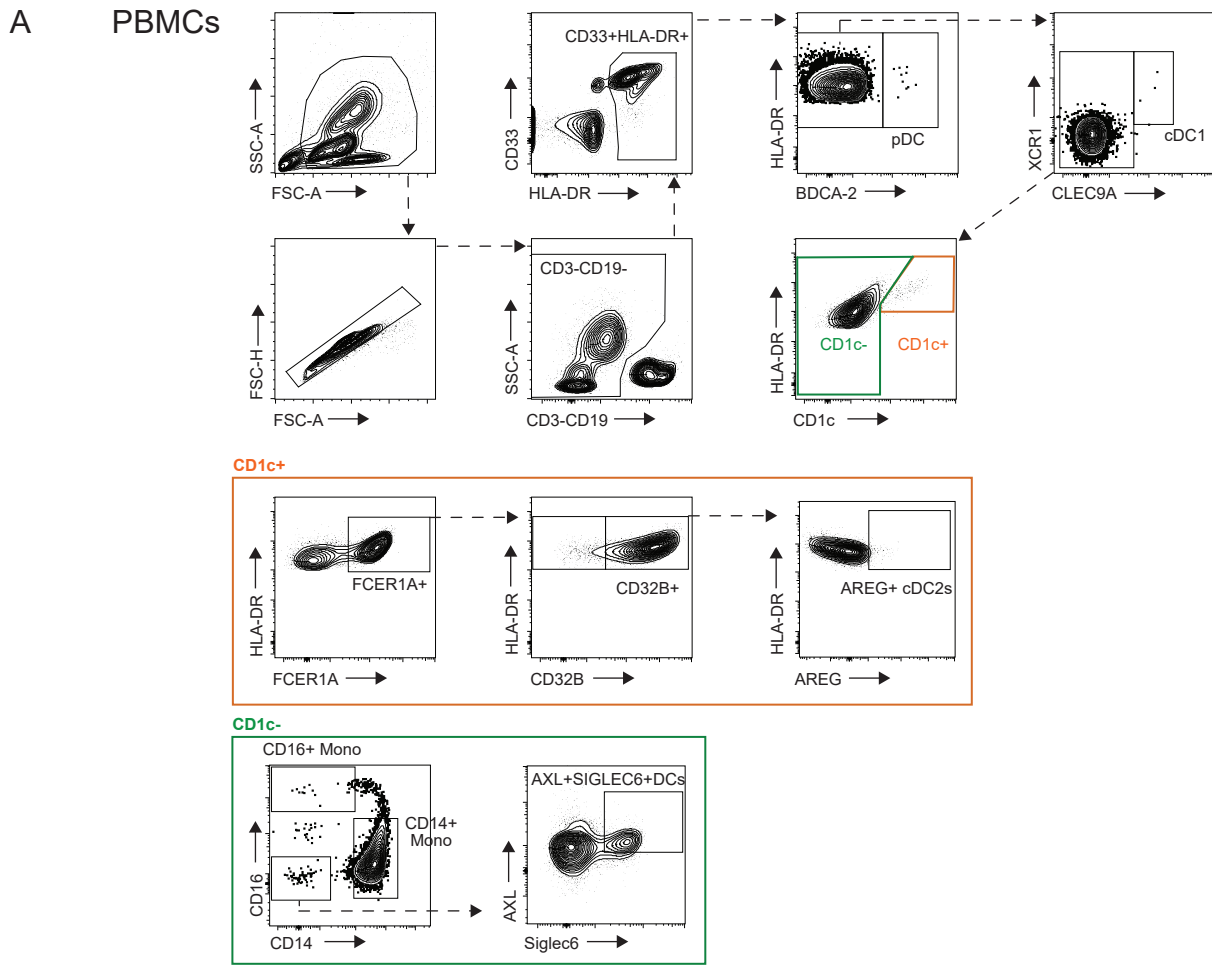 A PBMCs
SSC-A
FSC-A
CD33+HLA-DR+
CD33
HLA-DR
HLA-DR
pDC
BDCA-2
XCR1
cDC1
CLEC9A
FSC-H
FSC-A
CD3-CD19-
SSC-A
CD3-CD19
HLA-DR
CD1c-
CD1c+
CD1c
CD1c+
HLA-DR
FCER1A+
FCER1A
HLA-DR
CD32B+
CD32B
HLA-DR
AREG+ cDC2s
AREG
CD1c-
CD16+ Mono
CD14+
Mono
CD16
CD14
AXL+SIGLEC6+DCs
AXL
Siglec6